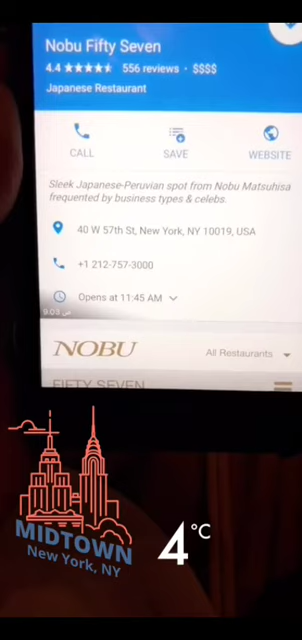 Nobu Fifty Seven
4.4 ★★★★★ 556 reviews · $$$$
Japanese Restaurant
CALL
SAVE
WEBSITE
Sleek Japanese-Peruvian spot from Nobu Matsuhisa
frequented by business types & celebs.
40 W 57th St, New York, NY 10019, USA
+1 212-757-3000
Opens at 11:45 AM
9:03 ص
NOBU
All Restaurants
FIFTY SEVEN
MIDTOWN
New York, NY
4°C